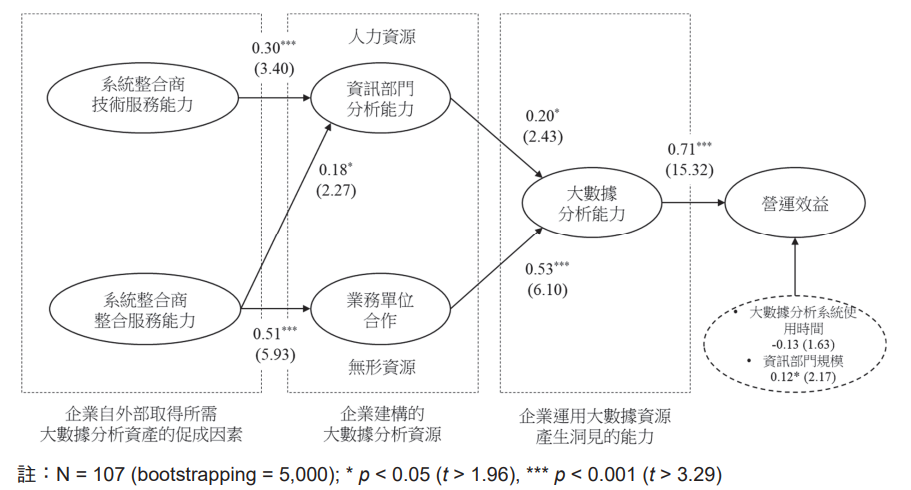 人力資源
0.30***
(3.40)
系統整合商
技術服務能力
資訊部門
分析能力
0.20*
(2.43)
0.71***
(15.32)
0.18*
(2.27)
大數據
分析能力
營運效益
0.53***
(6.10)
系統整合商
整合服務能力
業務單位
合作
0.51***
(5.93)
無形資源
• 大數據分析系統使
用時間
-0.13 (1.63)
• 資訊部門規模
0.12* (2.17)
企業自外部取得所需
大數據分析資產的促成因素
企業建構的
大數據分析資源
企業運用大數據資源
產生洞見的能力
註：N = 107 (bootstrapping = 5,000); * p < 0.05 (t > 1.96), *** p < 0.001 (t > 3.29)